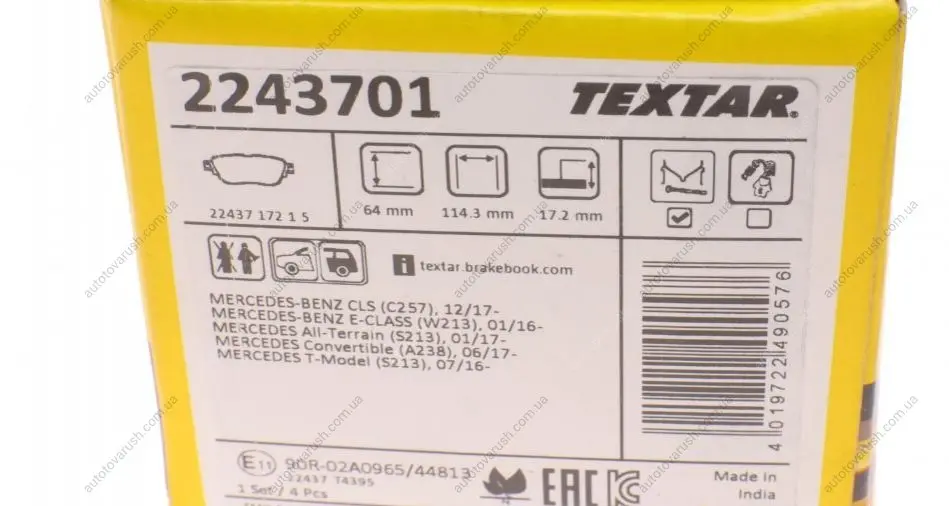 2243701
TEXTAR
22437 172 1 5
64 mm
114.3 mm
17.2 mm
i textar.brakebook.com
MERCEDES-BENZ CLS (C257), 12/17-
MERCEDES-BENZ E-CLASS (W213), 01/16-
MERCEDES All-Terrain (S213), 01/17-
MERCEDES Convertible (A238), 06/17-
MERCEDES T-Model (S213), 07/16-
4 019722 490576
E11 90R-02A0965/44813
22437 T4395
1 Set / 4 Pcs
EAC
Made in
India
autotovarush.com.ua